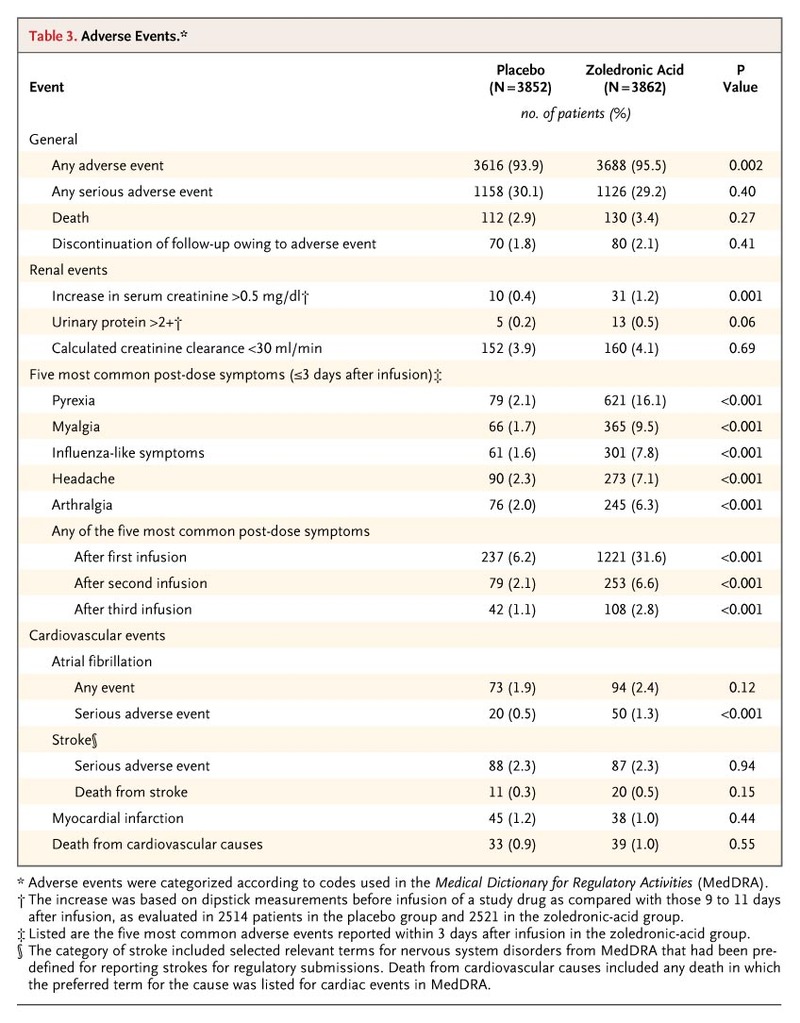 Table 3. Adverse Events.*
Event Placebo (N=3852) Zoledronic Acid (N=3862) P Value
no. of patients (%)
General
Any adverse event 3616 (93.9) 3688 (95.5) 0.002
Any serious adverse event 1158 (30.1) 1126 (29.2) 0.40
Death 112 (2.9) 130 (3.4) 0.27
Discontinuation of follow-up owing to adverse event 70 (1.8) 80 (2.1) 0.41
Renal events
Increase in serum creatinine >0.5 mg/dl† 10 (0.4) 31 (1.2) 0.001
Urinary protein >2+† 5 (0.2) 13 (0.5) 0.06
Calculated creatinine clearance <30 ml/min 152 (3.9) 160 (4.1) 0.69
Five most common post-dose symptoms (≤3 days after infusion)‡
Pyrexia 79 (2.1) 621 (16.1) <0.001
Myalgia 66 (1.7) 365 (9.5) <0.001
Influenza-like symptoms 61 (1.6) 301 (7.8) <0.001
Headache 90 (2.3) 273 (7.1) <0.001
Arthralgia 76 (2.0) 245 (6.3) <0.001
Any of the five most common post-dose symptoms
After first infusion 237 (6.2) 1221 (31.6) <0.001
After second infusion 79 (2.1) 253 (6.6) <0.001
After third infusion 42 (1.1) 108 (2.8) <0.001
Cardiovascular events
Atrial fibrillation
Any event 73 (1.9) 94 (2.4) 0.12
Serious adverse event 20 (0.5) 50 (1.3) <0.001
Stroke§
Serious adverse event 88 (2.3) 87 (2.3) 0.94
Death from stroke 11 (0.3) 20 (0.5) 0.15
Myocardial infarction 45 (1.2) 38 (1.0) 0.44
Death from cardiovascular causes 33 (0.9) 39 (1.0) 0.55
* Adverse events were categorized according to codes used in the Medical Dictionary for Regulatory Activities (MedDRA).
† The increase was based on dipstick measurements before infusion of a study drug as compared with those 9 to 11 days
after infusion, as evaluated in 2514 patients in the placebo group and 2521 in the zoledronic-acid group.
‡ Listed are the five most common adverse events reported within 3 days after infusion in the zoledronic-acid group.
§ The category of stroke included selected relevant terms for nervous system disorders from MedDRA that had been pre-
defined for reporting strokes for regulatory submissions. Death from cardiovascular causes included any death in which
the preferred term for the cause was listed for cardiac events in MedDRA.